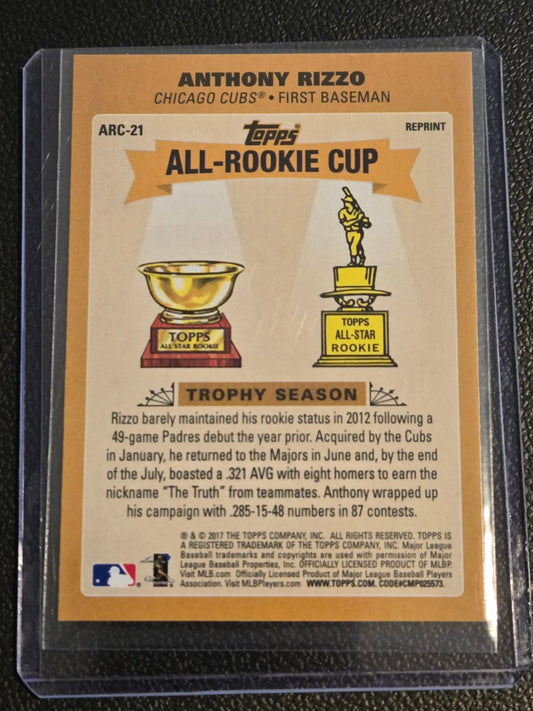 ANTHONY RIZZO
CHICAGO CUBS® • FIRST BASEMAN
ARC-21
Topps
REPRINT
ALL-ROOKIE CUP
TOPPS
ALL STAR ROOKIE
TOPPS
ALL-STAR
ROOKIE
TROPHY SEASON
Rizzo barely maintained his rookie status in 2012 following a
49-game Padres debut the year prior. Acquired by the Cubs
in January, he returned to the Majors in June and, by the end
of the July, boasted a .321 AVG with eight homers to earn the
nickname "The Truth" from teammates. Anthony wrapped up
his campaign with .285-15-48 numbers in 87 contests.
® & © 2017 THE TOPPS COMPANY, INC. ALL RIGHTS RESERVED. TOPPS IS
A REGISTERED TRADEMARK OF THE TOPPS COMPANY, INC. Major League
Baseball trademarks and copyrights are used with permission of Major
League Baseball Properties, Inc. OFFICIALLY LICENSED PRODUCT OF MLBP.
Visit MLB.com Officially Licensed Product of Major League Baseball Players
Association. Visit MLBPlayers.com WWW.TOPPS.COM. CODE#CMP025573.